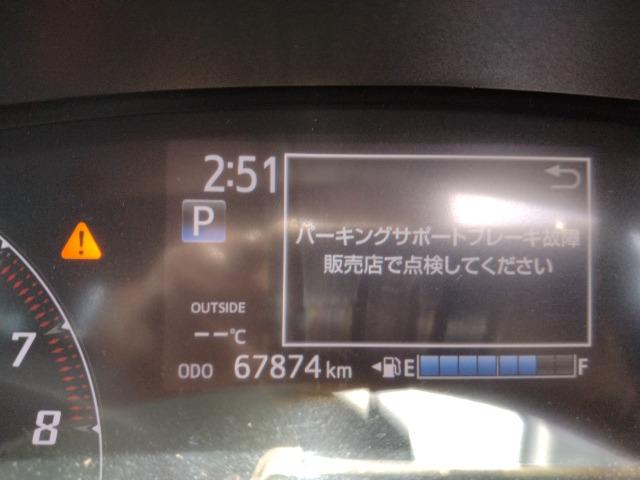 2:51
P
パーキングサポートブレーキ故障
販売店で点検してください
OUTSIDE
--℃
7
ODO 67874 km E F
8